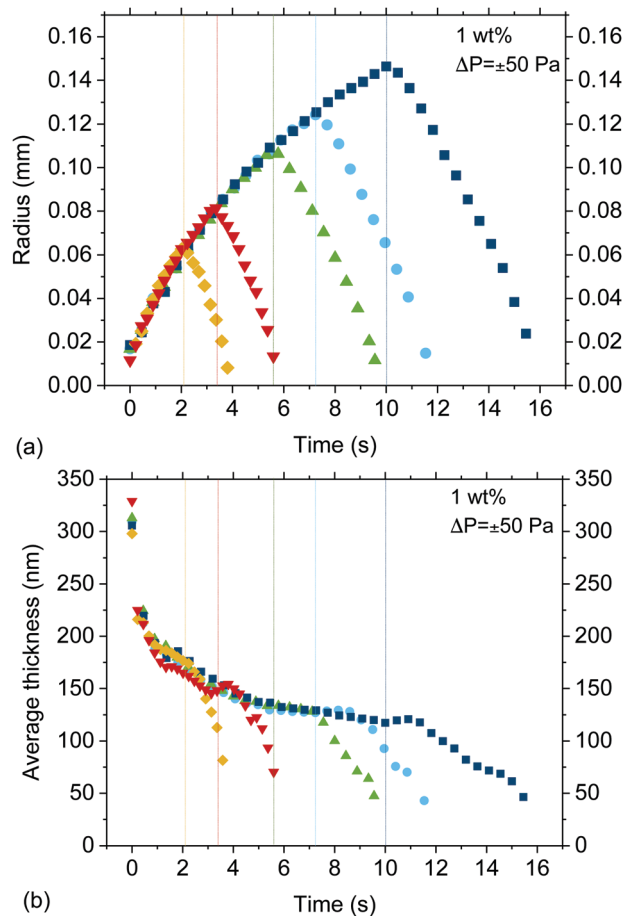 0.16
0.14
0.12
0.10
0.08
0.06
0.04
0.02
0.00
Radius (mm)
1 wt%
ΔP=±50 Pa
0.16
0.14
0.12
0.10
0.08
0.06
0.04
0.02
0.00
0 2 4 6 8 10 12 14 16
Time (s)
(a)
350
300
250
200
150
100
50
0
Average thickness (nm)
1 wt%
ΔP=±50 Pa
350
300
250
200
150
100
50
0
0 2 4 6 8 10 12 14 16
Time (s)
(b)